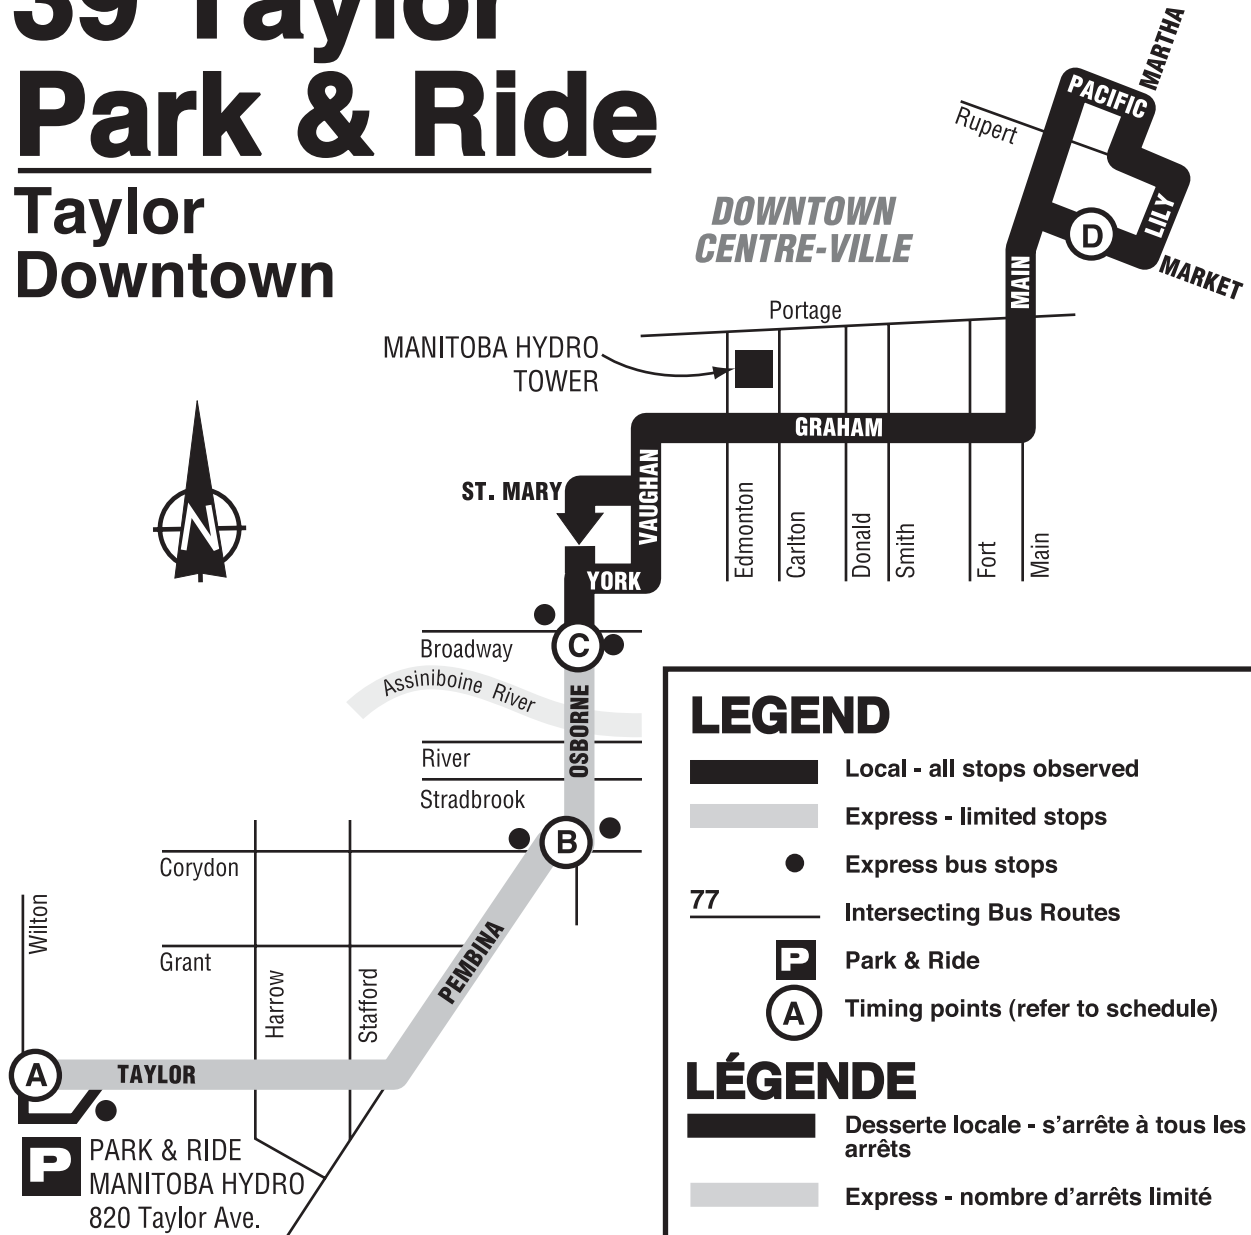 39 Taylor
Park & Ride
Taylor
Downtown
DOWNTOWN
CENTRE-VILLE
MARTHA
PACIFIC
Rupert
LILY
D
MARKET
MAIN
Portage
MANITOBA HYDRO
TOWER
GRAHAM
ST. MARY
VAUGHAN
YORK
Edmonton
Carlton
Donald
Smith
Fort
Main
N
Broadway
C
Assiniboine River
OSBORNE
River
Stradbrook
B
Corydon
Wilton
Grant
PEMBINA
Harrow
Stafford
A
TAYLOR
P
PARK & RIDE
MANITOBA HYDRO
820 Taylor Ave.
LEGEND
Local - all stops observed
Express - limited stops
Express bus stops
77
Intersecting Bus Routes
P
Park & Ride
A
Timing points (refer to schedule)
LÉGENDE
Desserte locale - s'arrête à tous les
arrêts
Express - nombre d'arrêts limité